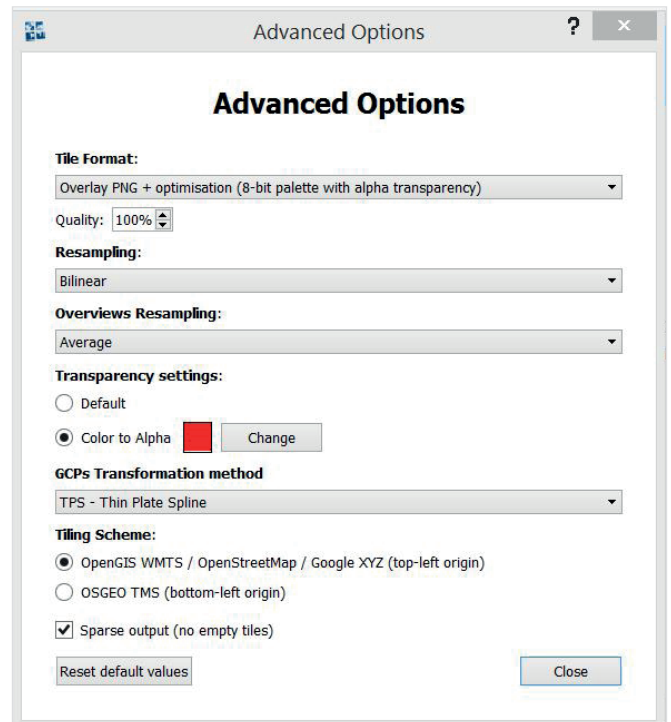 Advanced Options
?
Advanced Options
Tile Format:
Overlay PNG + optimisation (8-bit palette with alpha transparency)
Quality: 100%
Resampling:
Bilinear
Overviews Resampling:
Average
Transparency settings:
Default
Color to Alpha Change
GCPs Transformation method
TPS - Thin Plate Spline
Tiling Scheme:
OpenGIS WMTS / OpenStreetMap / Google XYZ (top-left origin)
OSGEO TMS (bottom-left origin)
Sparse output (no empty tiles)
Reset default values Close